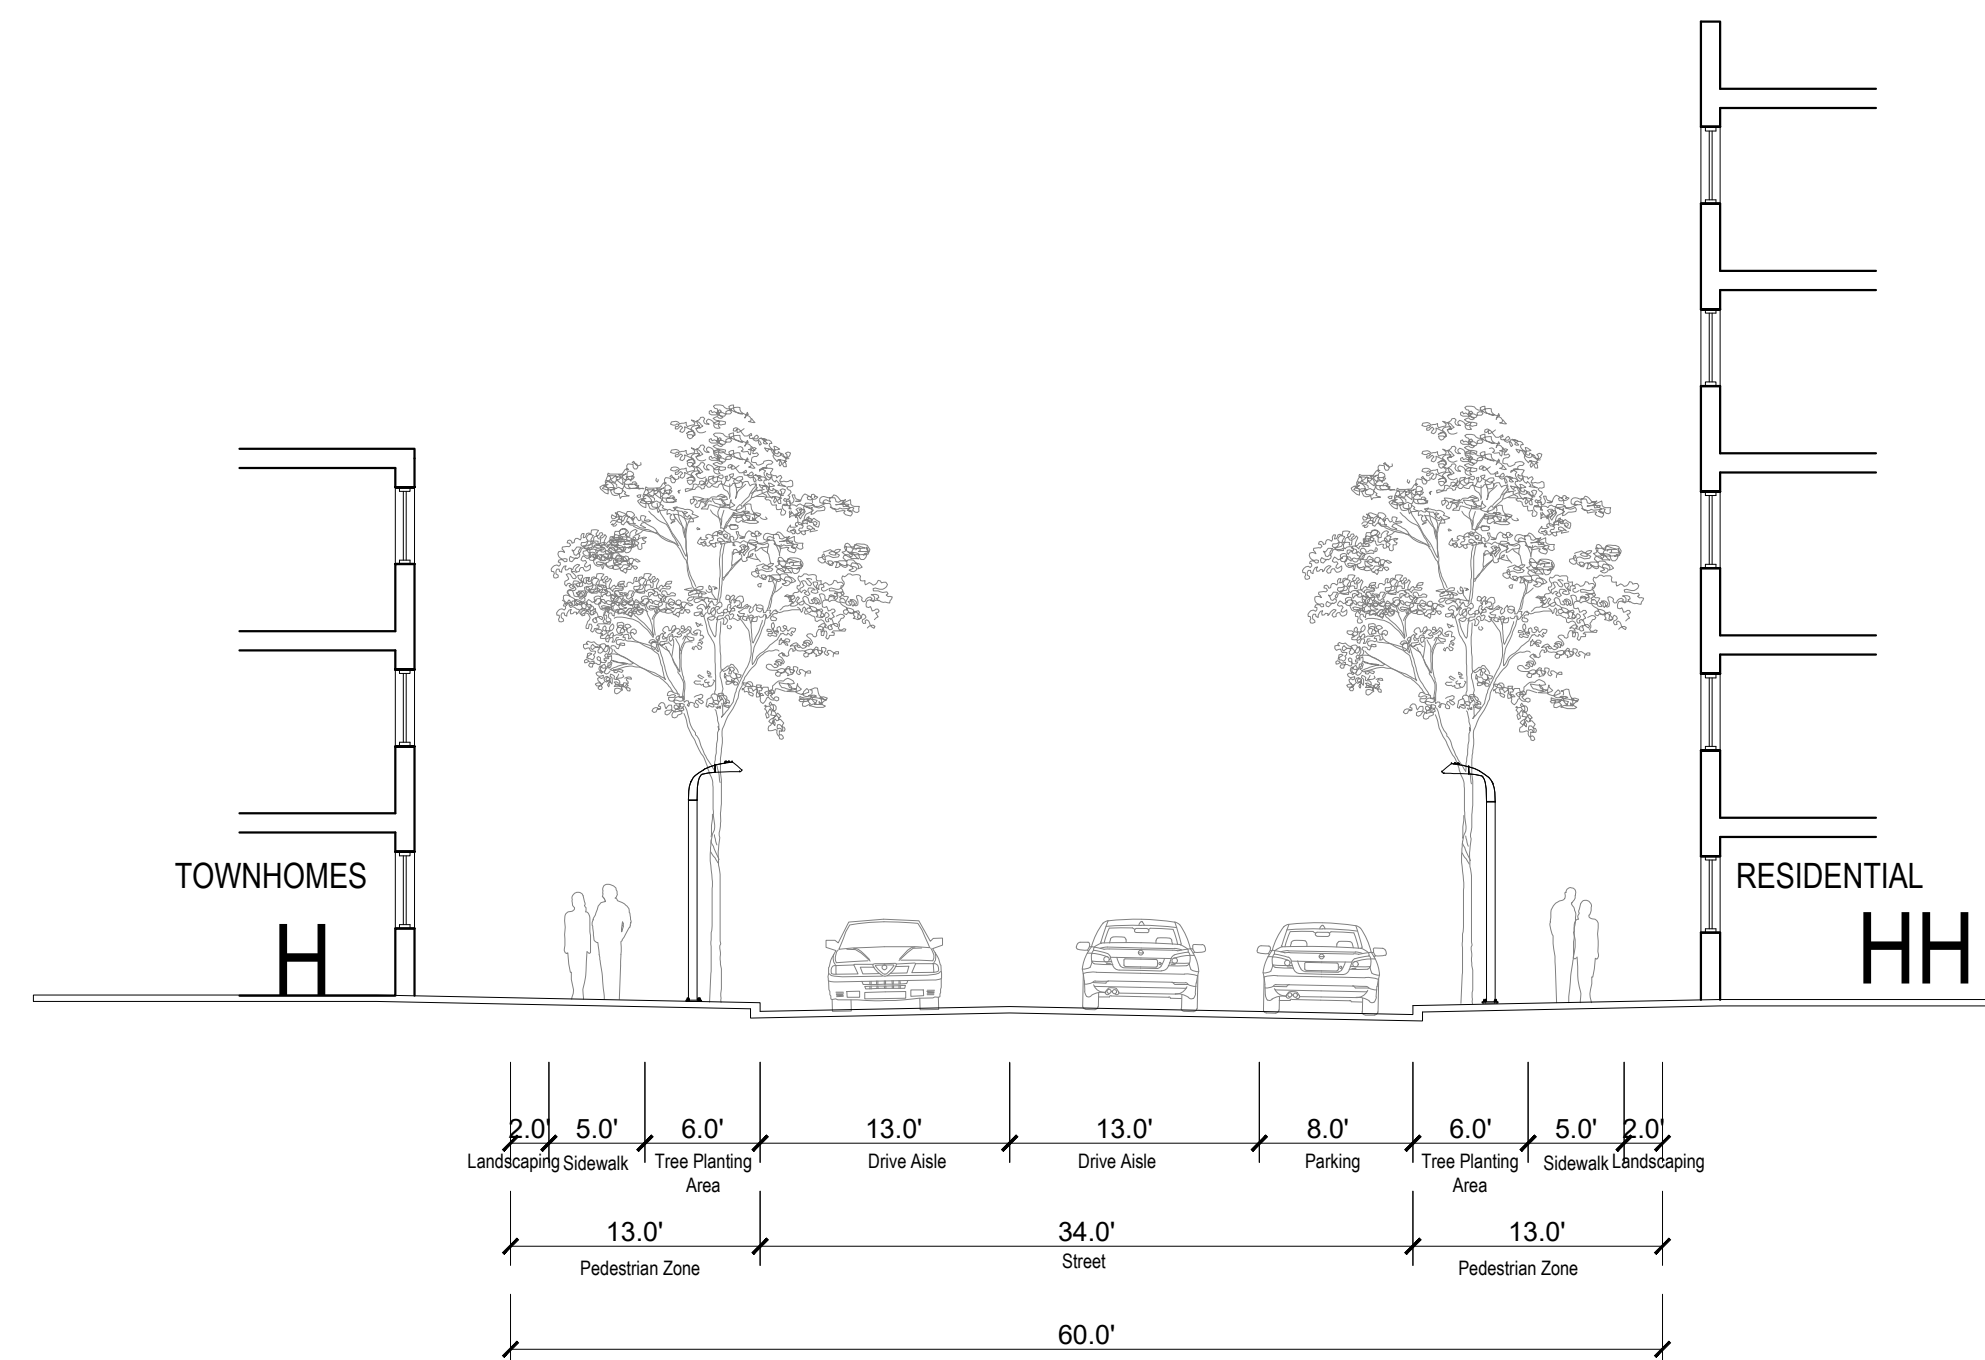 TOWNHOMES
RESIDENTIAL
H
HH
2.0' 5.0' 6.0' 13.0' 13.0' 8.0' 6.0' 5.0' 2.0'
Landscaping Sidewalk Tree Planting Drive Aisle Drive Aisle Parking Tree Planting Sidewalk Landscaping
Area Area
13.0' 34.0' 13.0'
Pedestrian Zone Street Pedestrian Zone
60.0'